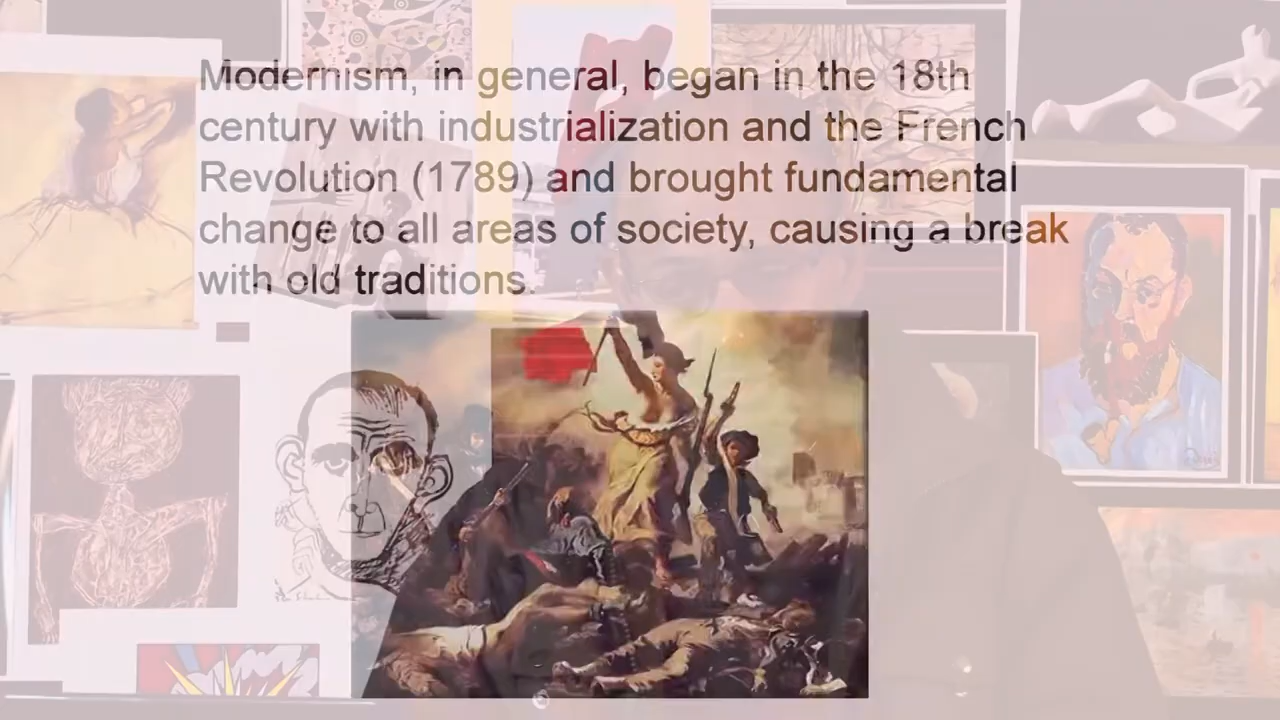 Modernism, in general, began in the 18th
century with industrialization and the French
Revolution (1789) and brought fundamental
change to all areas of society, causing a break
with old traditions.